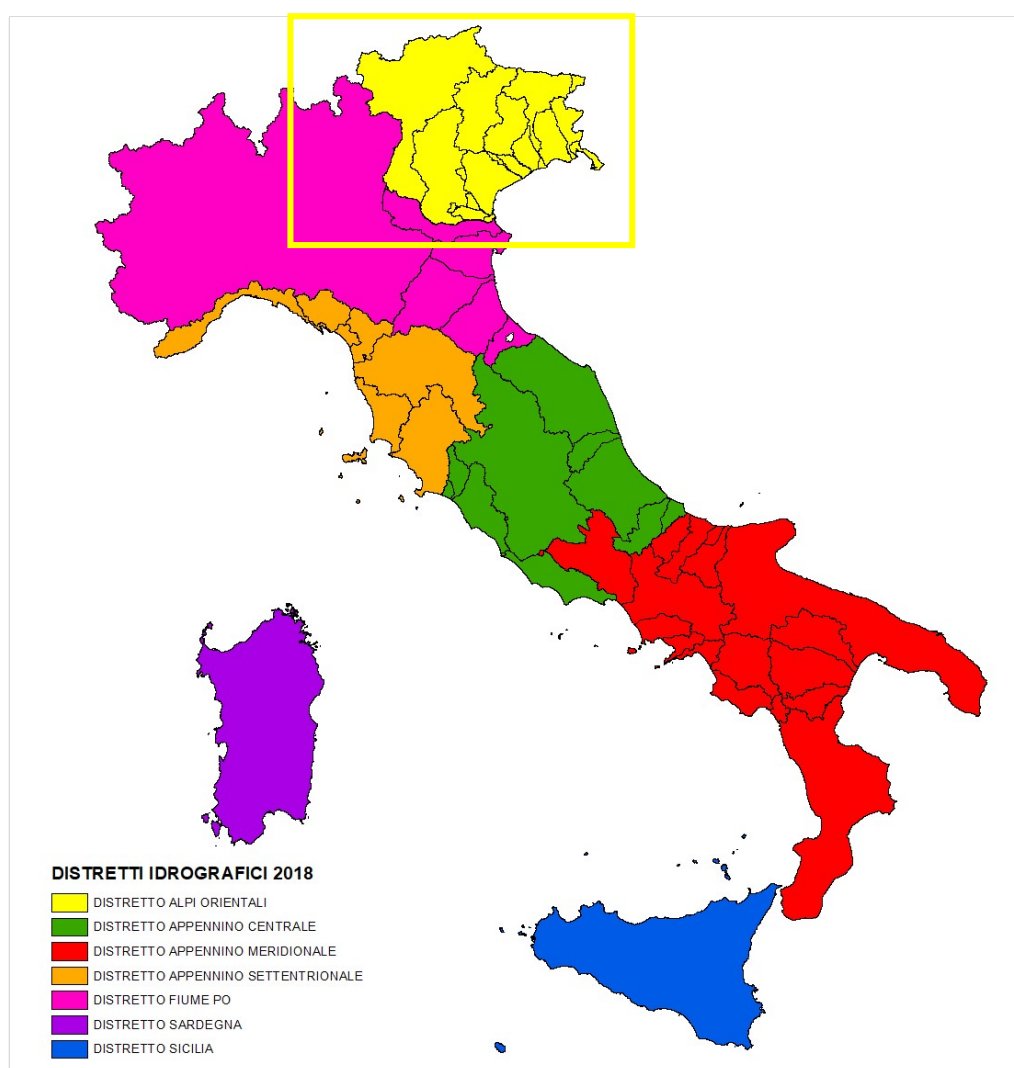 DISTRETTI IDROGRAFICI 2018
DISTRETTO ALPI ORIENTALI
DISTRETTO APPENNINO CENTRALE
DISTRETTO APPENNINO MERIDIONALE
DISTRETTO APPENNINO SETTENTRIONALE
DISTRETTO FIUME PO
DISTRETTO SARDEGNA
DISTRETTO SICILIA